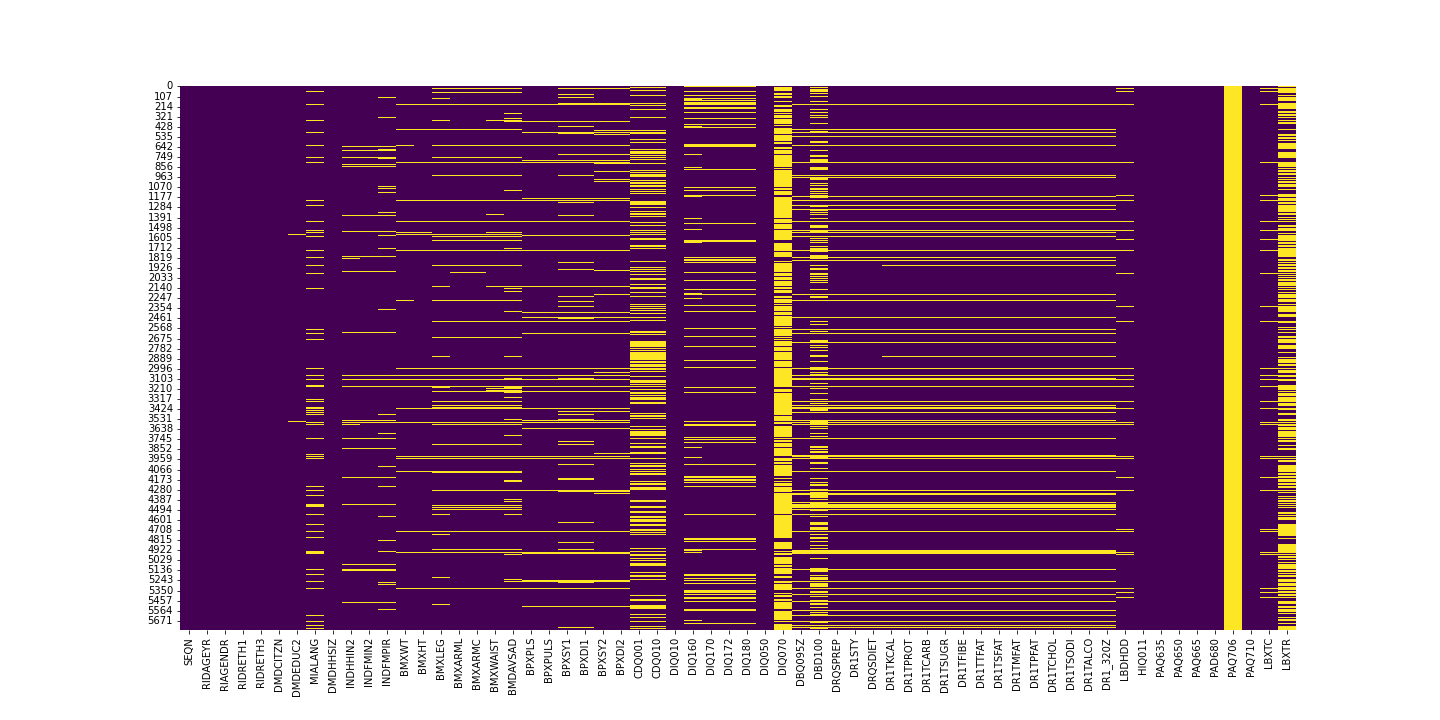 0
107
214
321
428
535
642
749
856
963
1070
1177
1284
1391
1498
1605
1712
1819
1926
2033
2140
2247
2354
2461
2568
2675
2782
2889
2996
3103
3210
3317
3424
3531
3638
3745
3852
3959
4066
4173
4280
4387
4494
4601
4708
4815
4922
5029
5136
5243
5350
5457
5564
5671
SEQN
RIDAGEYR
RIAGENDR
RIDRETH1
RIDRETH3
DMDCITZN
DMDEDUC2
MIALANG
DMDHHSIZ
INDHHIN2
INDFMIN2
INDFMPIR
BMXWT
BMXHT
BMXLEG
BMXARML
BMXARMC
BMXWAIST
BMDAVSAD
BPXPLS
BPXPULS
BPXSY1
BPXDI1
BPXSY2
BPXDI2
CDQ001
CDQ010
DIQ010
DIQ160
DIQ170
DIQ172
DIQ180
DIQ050
DIQ070
DBQ095Z
DBD100
DRQSPREP
DR1STY
DRQSDIET
DR1TKCAL
DR1TPROT
DR1TCARB
DR1TSUGR
DR1TFIBE
DR1TTFAT
DR1TSFAT
DR1TMFAT
DR1TPFAT
DR1TCHOL
DR1TSODI
DR1TALCO
DR1_320Z
LBDHDD
HIQ011
PAQ635
PAQ650
PAQ665
PAD680
PAQ706
PAQ710
LBXTC
LBXTR